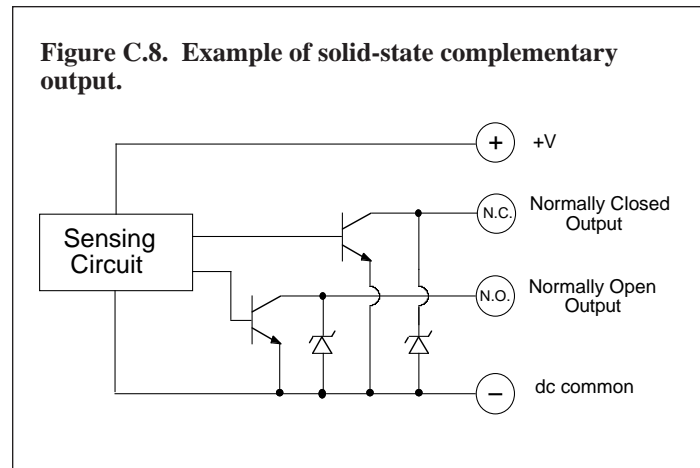 Figure C.8. Example of solid-state complementary
output.
+ +V
N.C. Normally Closed
Output
Sensing
Circuit
N.O. Normally Open
Output
− dc common